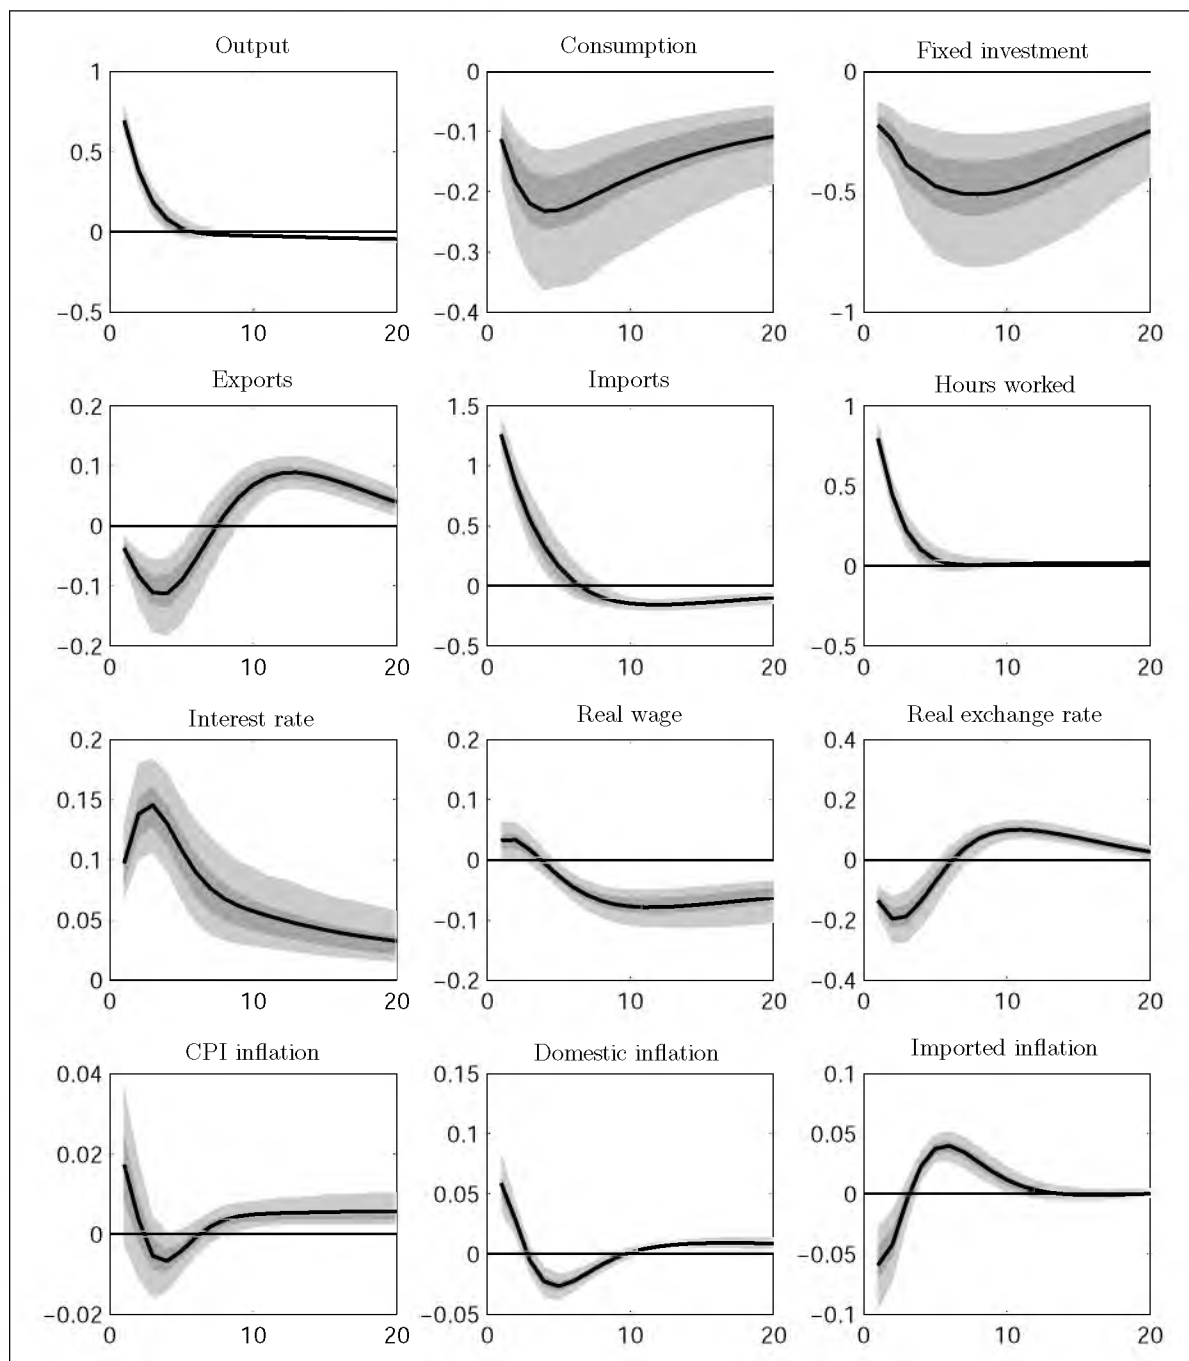 Output Consumption Fixed investment
1 0 0
0.5 −0.1
−0.2 −0.5
0
−0.3
−0.5 −0.4 −1
0 10 20 0 10 20 0 10 20
Exports Imports Hours worked
0.2 1.5 1
0.1 1 0.5
0 0.5
−0.1 0 0
−0.2 −0.5 −0.5
0 10 20 0 10 20 0 10 20
Interest rate Real wage Real exchange rate
0.2 0.2 0.4
0.15 0.1 0.2
0.1 0 0
0.05 −0.1 −0.2
0 −0.2 −0.4
0 10 20 0 10 20 0 10 20
CPI inflation Domestic inflation Imported inflation
0.04 0.15 0.1
0.02 0.1 0.05
0.05 0
0 0 −0.05
−0.02 −0.05 −0.1
0 10 20 0 10 20 0 10 20